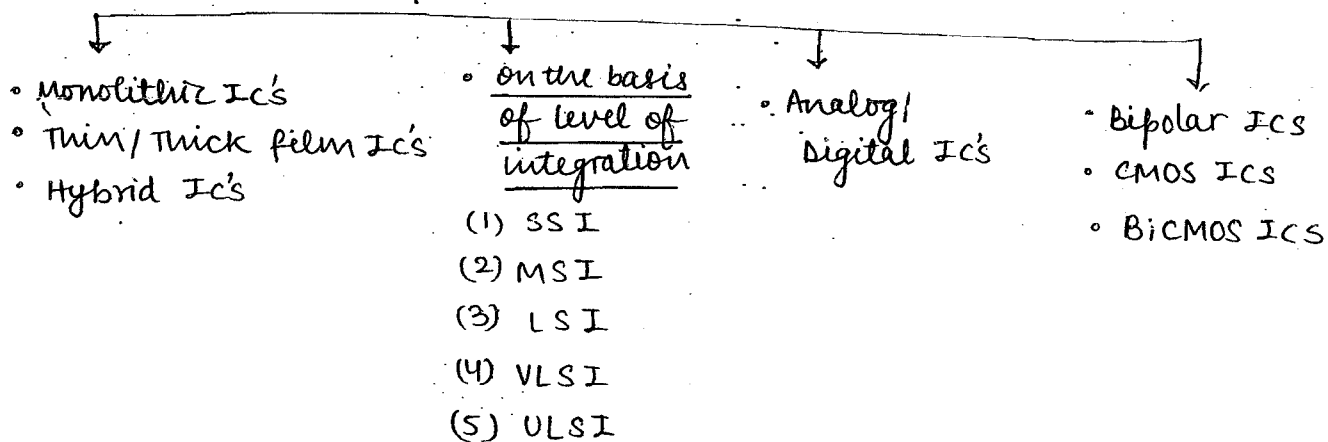 • Monolithic Ic's
• Thin/Thick film Ic's
• Hybrid Ic's
• on the basis
of level of
integration
(1) SSI
(2) MSI
(3) LSI
(4) VLSI
(5) ULSI
• Analog/
Digital Ic's
• Bipolar ICs
• CMOS ICs
• BiCMOS ICs